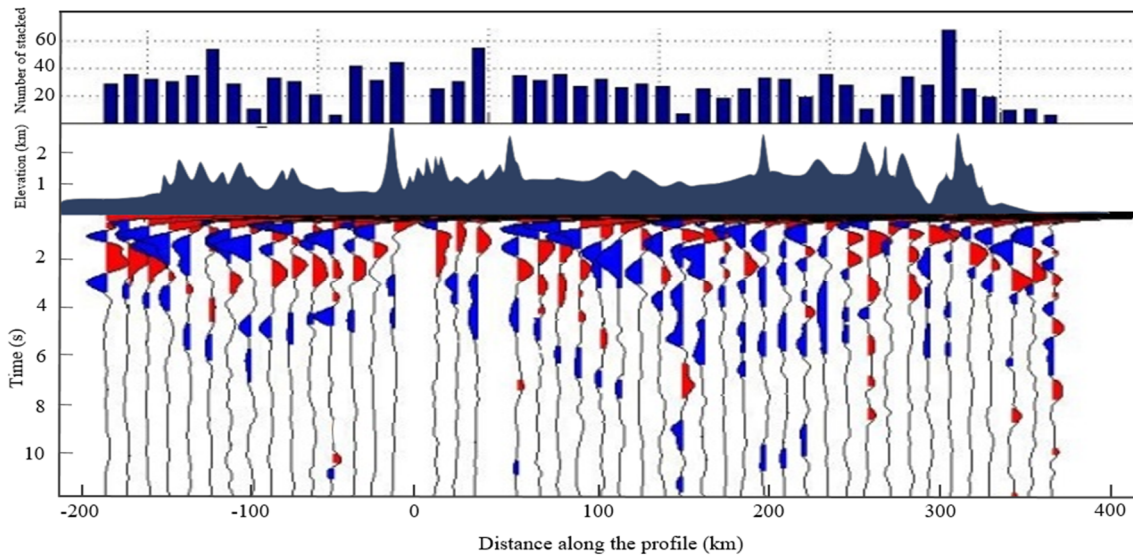 Number of stacked
60
40
20
Elevation (km)
2
1
Time (s)
2
4
6
8
10
-200 -100 0 100 200 300 400
Distance along the profile (km)